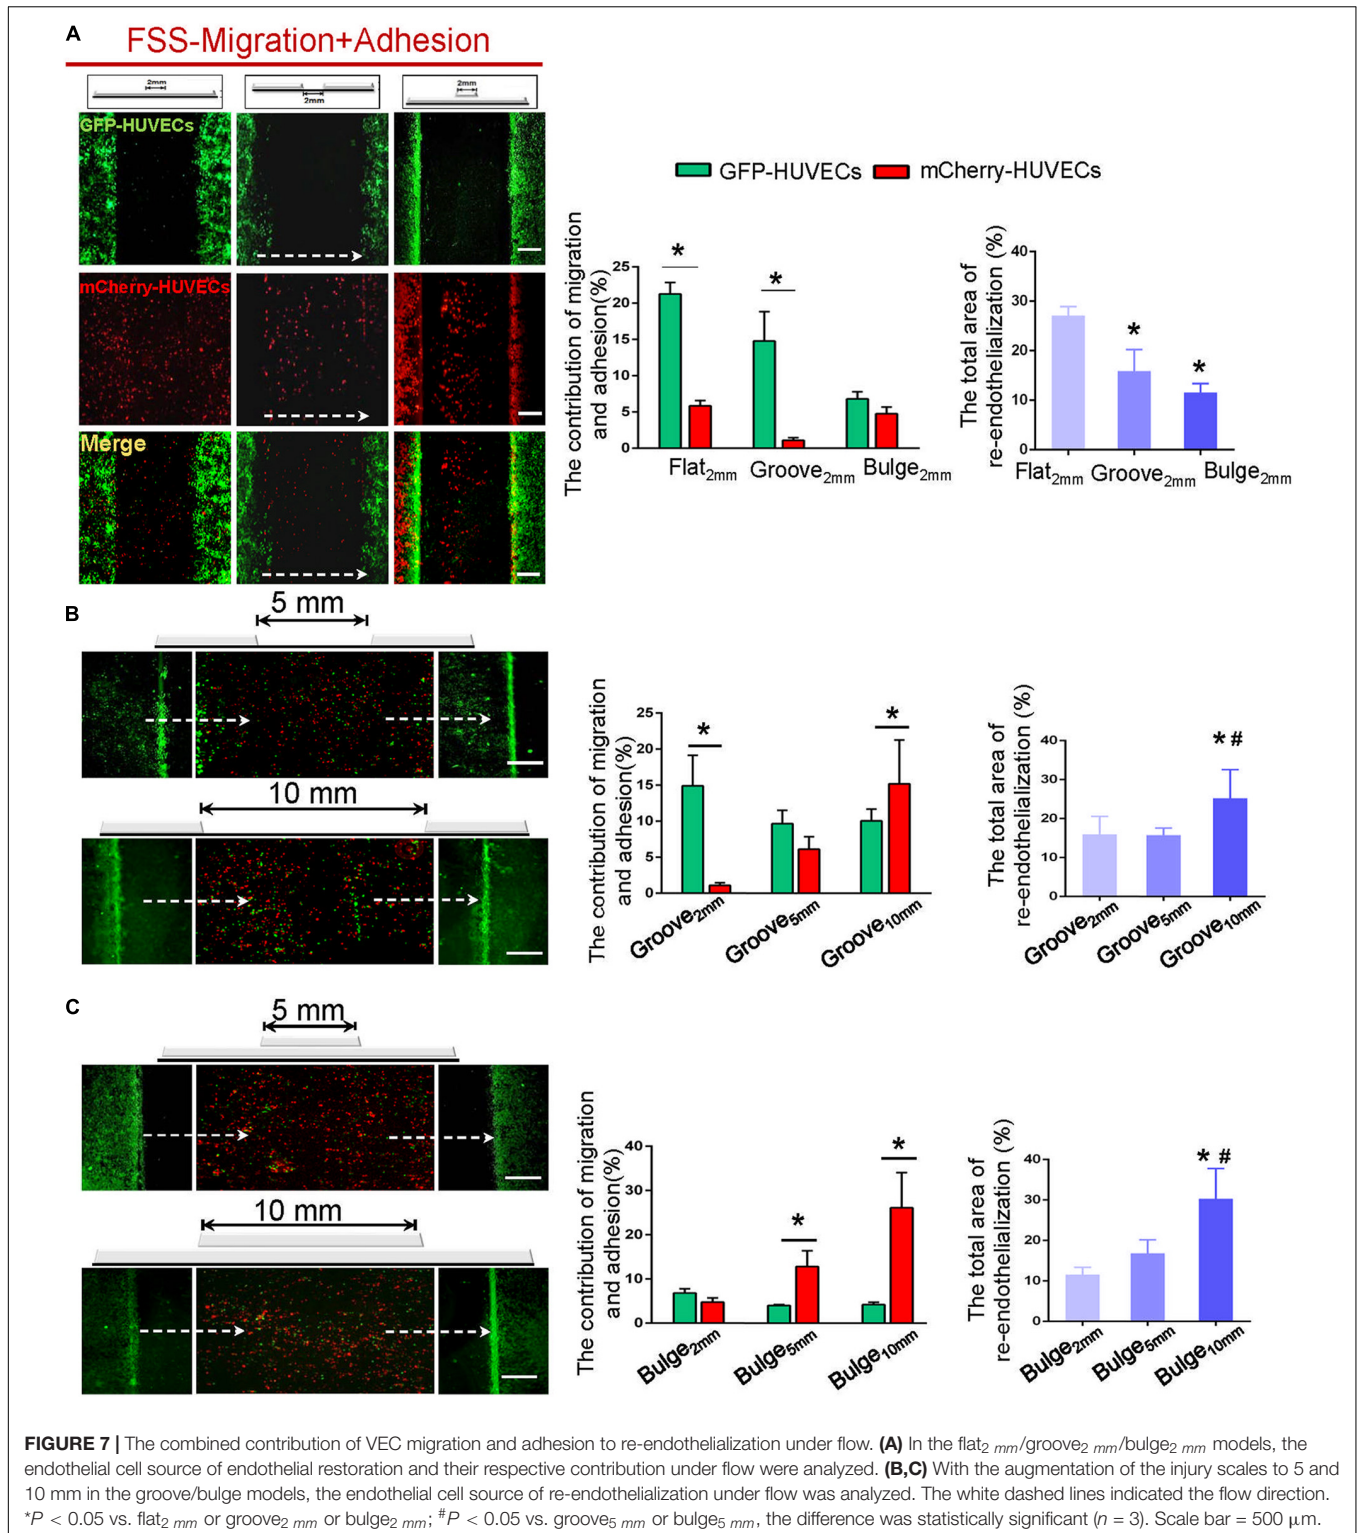 A
FSS-Migration+Adhesion
2mm
2mm
2mm
GFP-HUVECs
mCherry-HUVECs
Merge
GFP-HUVECs mCherry-HUVECs
The contribution of migration
and adhesion(%)
25
20
15
10
5
0
*
*
Flat2mm Groove2mm Bulge2mm
The total area of
re-endothelialization (%)
40
30
20
10
0
*
*
Flat2mm Groove2mm Bulge2mm
B
5 mm
10 mm
The contribution of migration
and adhesion(%)
25
20
15
10
5
0
*
*
Groove2mm Groove5mm Groove10mm
The total area of
re-endothelialization (%)
40
30
20
10
0
* #
Groove2mm Groove5mm Groove10mm
C
5 mm
10 mm
The contribution of migration
and adhesion(%)
40
30
20
10
0
*
*
Bulge2mm Bulge5mm Bulge10mm
The total area of
re-endothelialization (%)
40
30
20
10
0
* #
Bulge2mm Bulge5mm Bulge10mm
FIGURE 7 | The combined contribution of VEC migration and adhesion to re-endothelialization under flow. (A) In the flat2 mm/groove2 mm/bulge2 mm models, the
endothelial cell source of endothelial restoration and their respective contribution under flow were analyzed. (B,C) With the augmentation of the injury scales to 5 and
10 mm in the groove/bulge models, the endothelial cell source of re-endothelialization under flow was analyzed. The white dashed lines indicated the flow direction.
*P < 0.05 vs. flat2 mm or groove2 mm or bulge2 mm; #P < 0.05 vs. groove5 mm or bulge5 mm, the difference was statistically significant (n = 3). Scale bar = 500 μm.